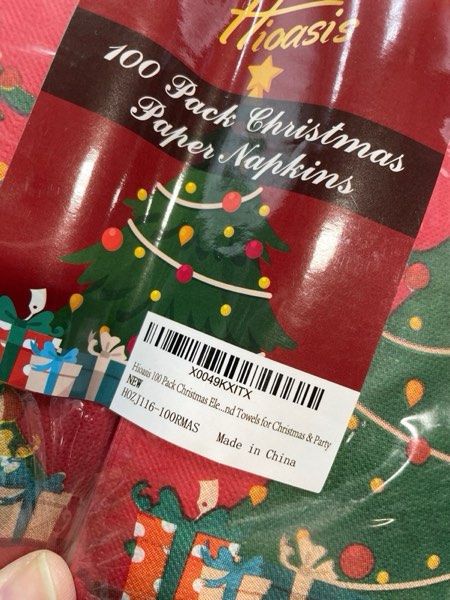 Hioasis
100 Pack Christmas
Paper Napkins
X0049KXITX
Hioasis 100 Pack Christmas Ele...nd Towels for Christmas & Party
NEW
HOZJ116-100RMAS
Made in China